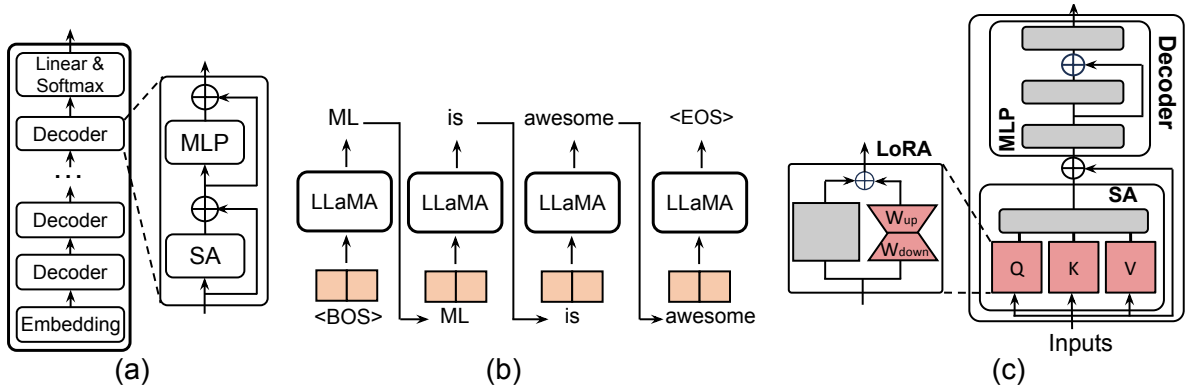 Linear &
Softmax
Decoder
...
Decoder
Decoder
Embedding
MLP
SA
(a)
ML is awesome <EOS>
LLaMA LLaMA LLaMA LLaMA
<BOS> ML is awesome
(b)
LoRA
Wup
Wdown
Decoder
MLP
SA
Q K V
Inputs
(c)